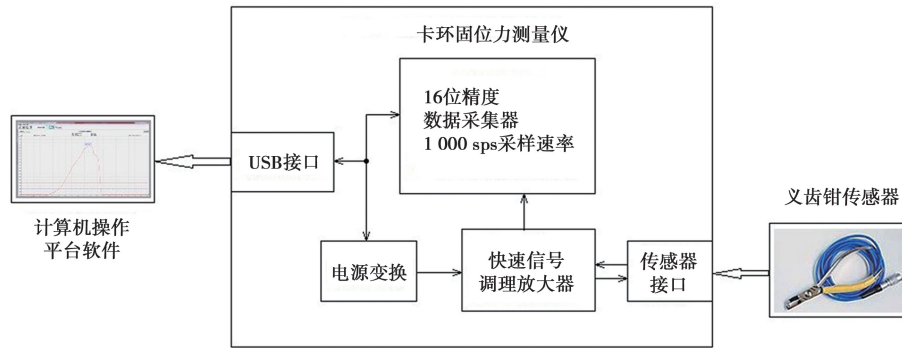 卡环固位力测量仪
16位精度
数据采集器
1 000 sps采样速率
USB接口
计算机操作
平台软件
电源变换
快速信号
调理放大器
传感器
接口
义齿钳传感器